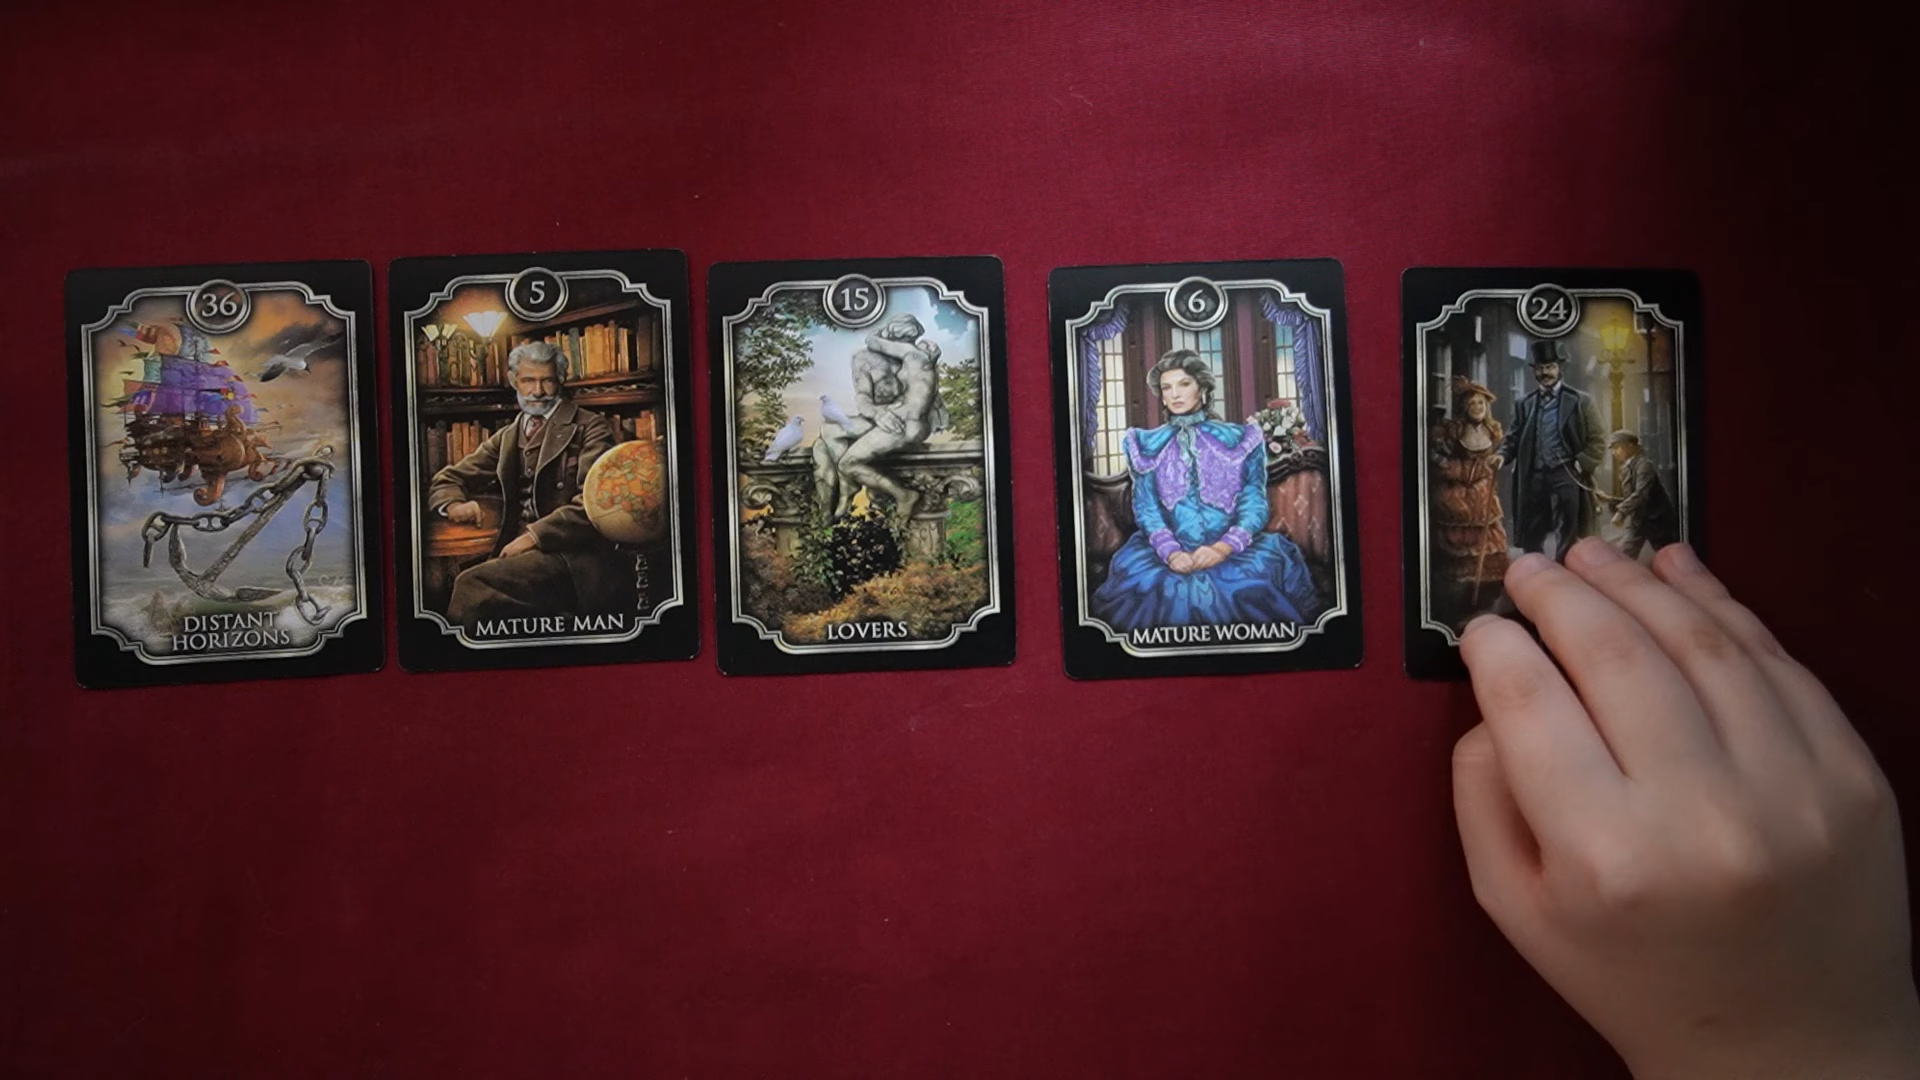 36
DISTANT
HORIZONS
5
MATURE MAN
15
LOVERS
6
MATURE WOMAN
24